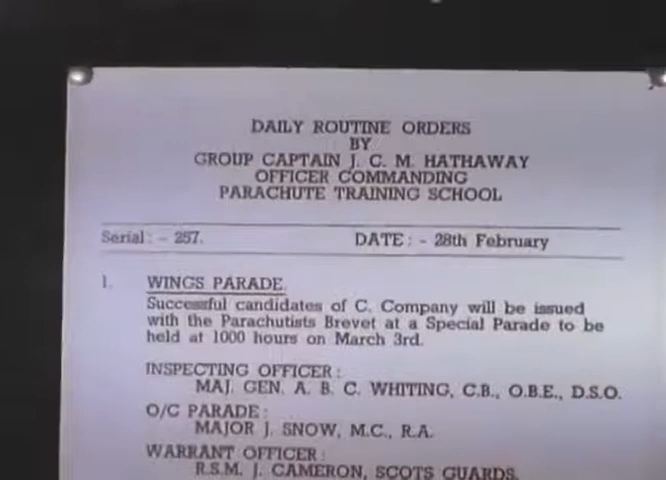 DAILY ROUTINE ORDERS
BY
GROUP CAPTAIN J. C. M. HATHAWAY
OFFICER COMMANDING
PARACHUTE TRAINING SCHOOL
Serial : - 257. DATE : - 28th February
1. WINGS PARADE
Successful candidates of C. Company will be issued
with the Parachutists Brevet at a Special Parade to be
held at 1000 hours on March 3rd.
INSPECTING OFFICER :
MAJ. GEN. A. B. C. WHITING, C.B., O.B.E., D.S.O.
O/C PARADE :
MAJOR J. SNOW, M.C., R.A.
WARRANT OFFICER :
R.S.M. J. CAMERON, SCOTS GUARDS.